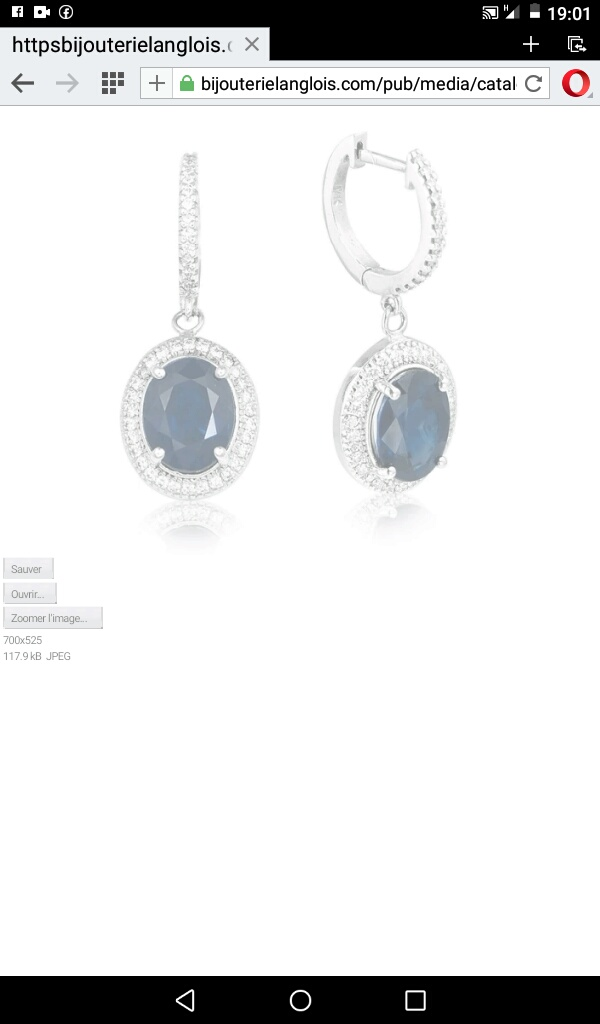 19:01
httpsbijouterielanglois.
bijouterielanglois.com/pub/media/catal
Sauver
Ouvrir...
Zoomer l'image...
700x525
117.9 kB JPEG